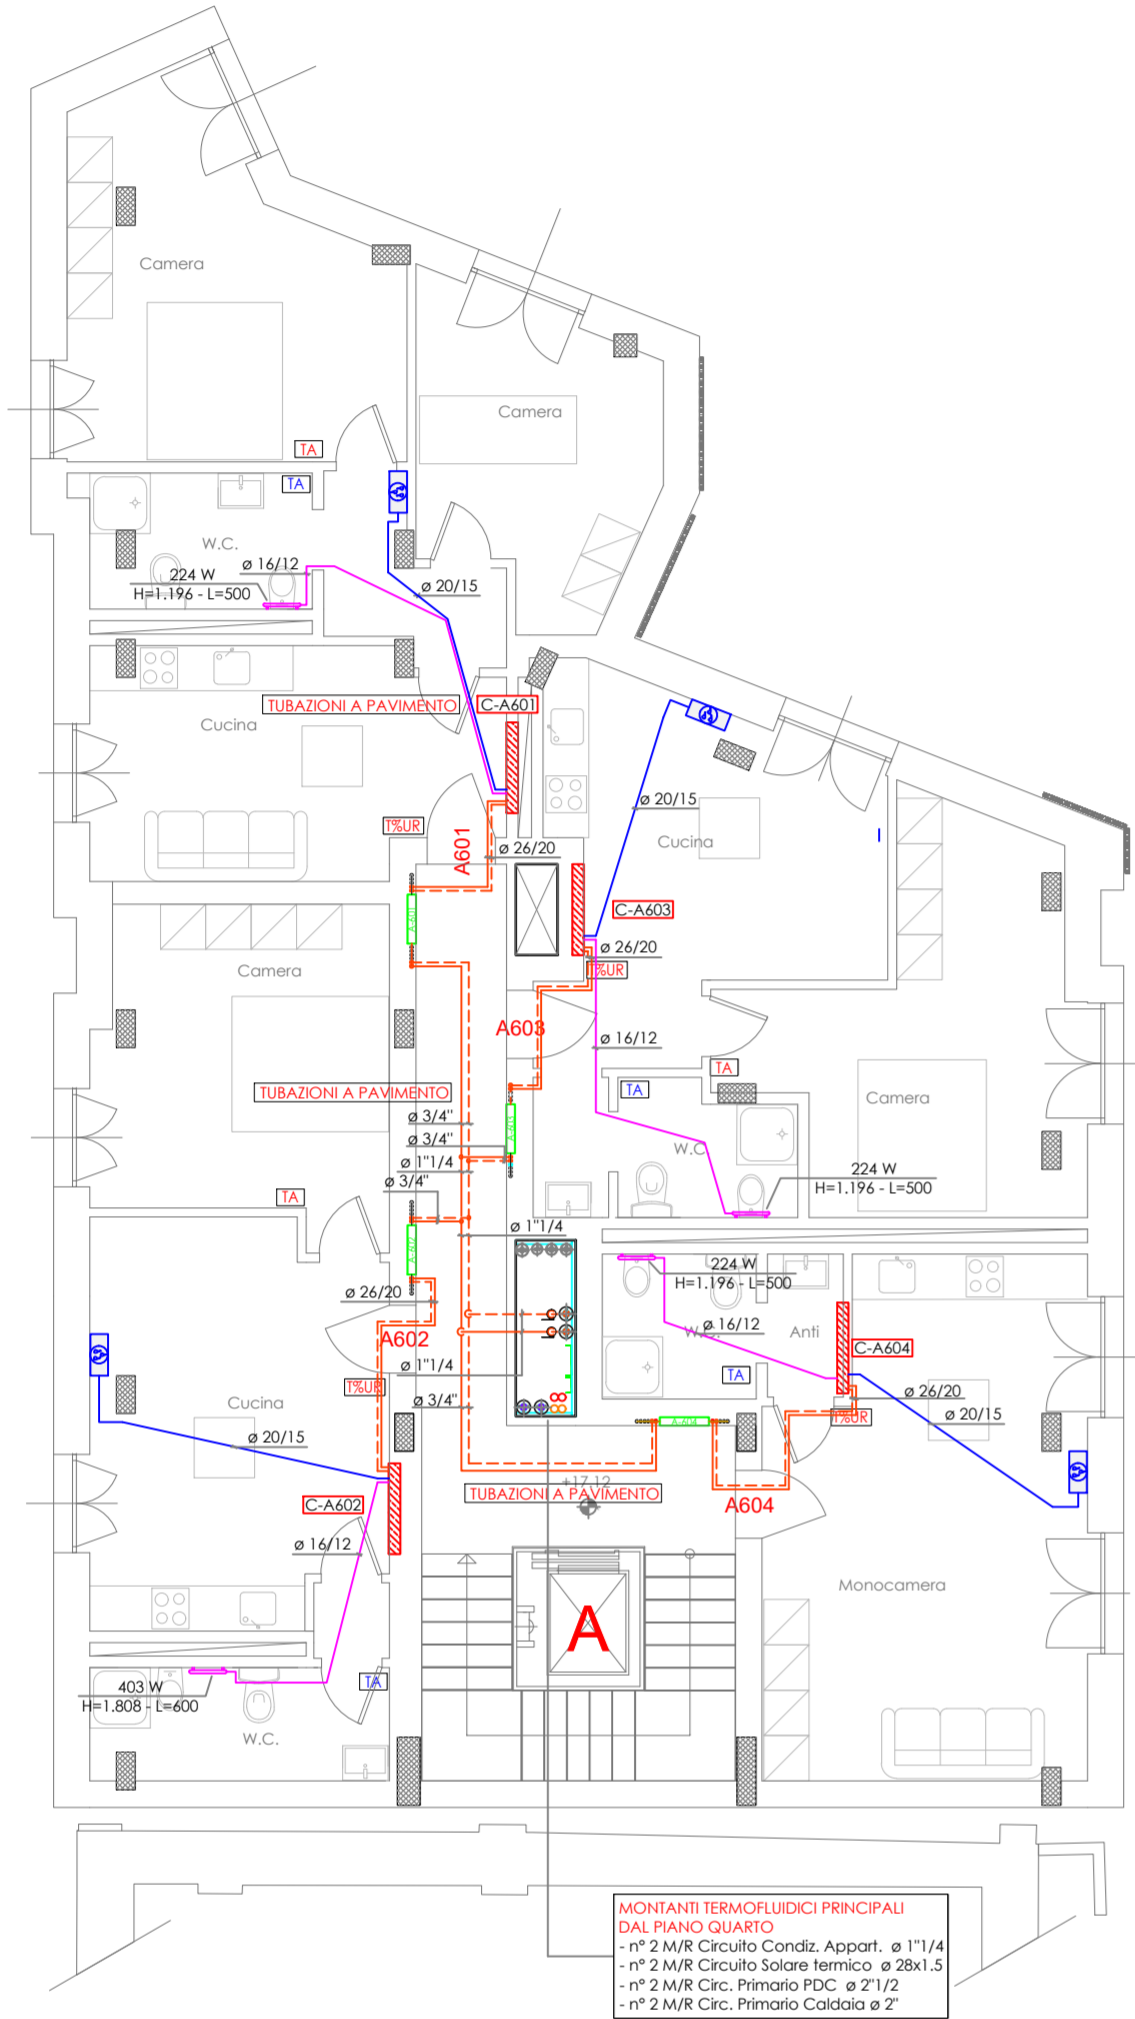 Camera
Camera
TA
TA
W.C.
ø 16/12
224 W
H=1.196 - L=500
ø 20/15
TUBAZIONI A PAVIMENTO
C-A601
Cucina
ø 20/15
T%UR
A601
ø 26/20
Cucina
C-A603
A-601
ø 26/20
T%UR
Camera
A603
ø 16/12
TA
TA
TUBAZIONI A PAVIMENTO
Camera
ø 3/4"
ø 3/4"
A-603
ø 1"1/4
ø 3/4"
W.C.
224 W
H=1.196 - L=500
TA
ø 1"1/4
A-602
224 W
H=1.196 - L=500
ø 26/20
A602
ø 16/12
W.C.
Anti
C-A604
ø 1"1/4
TA
T%UR
ø 3/4"
ø 26/20
ø 20/15
T%UR
Cucina
A-604
ø 20/15
+17.12
TUBAZIONI A PAVIMENTO
A604
C-A602
ø 16/12
Monocamera
A
TA
403 W
H=1.808 - L=600
W.C.
MONTANTI TERMOFLUIDICI PRINCIPALI
DAL PIANO QUARTO
- n° 2 M/R Circuito Condiz. Appart. ø 1"1/4
- n° 2 M/R Circuito Solare termico ø 28x1.5
- n° 2 M/R Circ. Primario PDC ø 2"1/2
- n° 2 M/R Circ. Primario Caldaia ø 2"